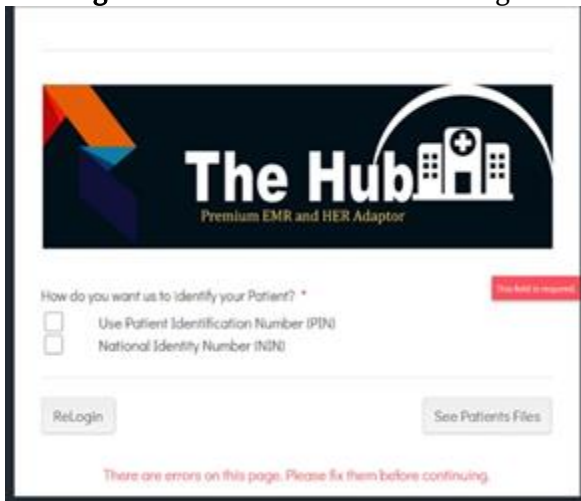 The Hub
Premium EMR and HER Adaptor
How do you want us to identify your Patient? *
This field is required
Use Patient Identification Number (PIN)
National Identity Number (NIN)
ReLogin
See Patients Files
There are errors on this page. Please fix them before continuing.